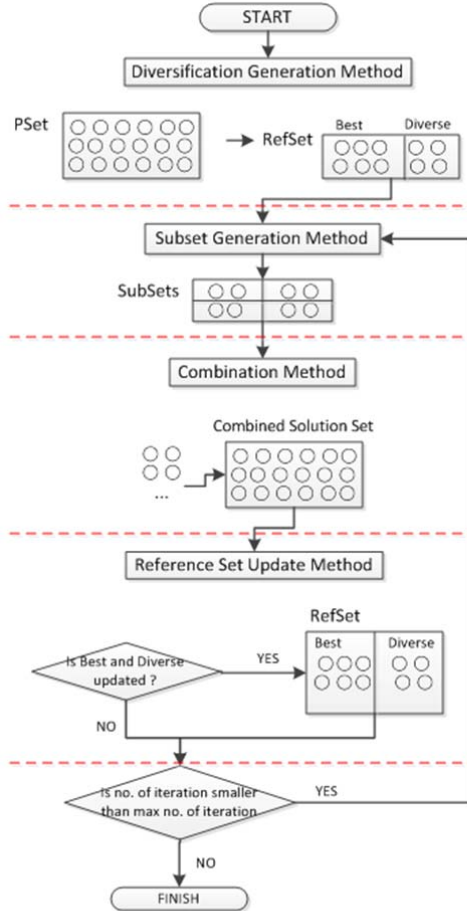 START
Diversification Generation Method
PSet
RefSet
Best
Diverse
Subset Generation Method
SubSets
Combination Method
Combined Solution Set
...
Reference Set Update Method
RefSet
Best
Diverse
Is Best and Diverse
updated ?
YES
NO
Is no. of iteration smaller
than max no. of iteration
YES
NO
FINISH